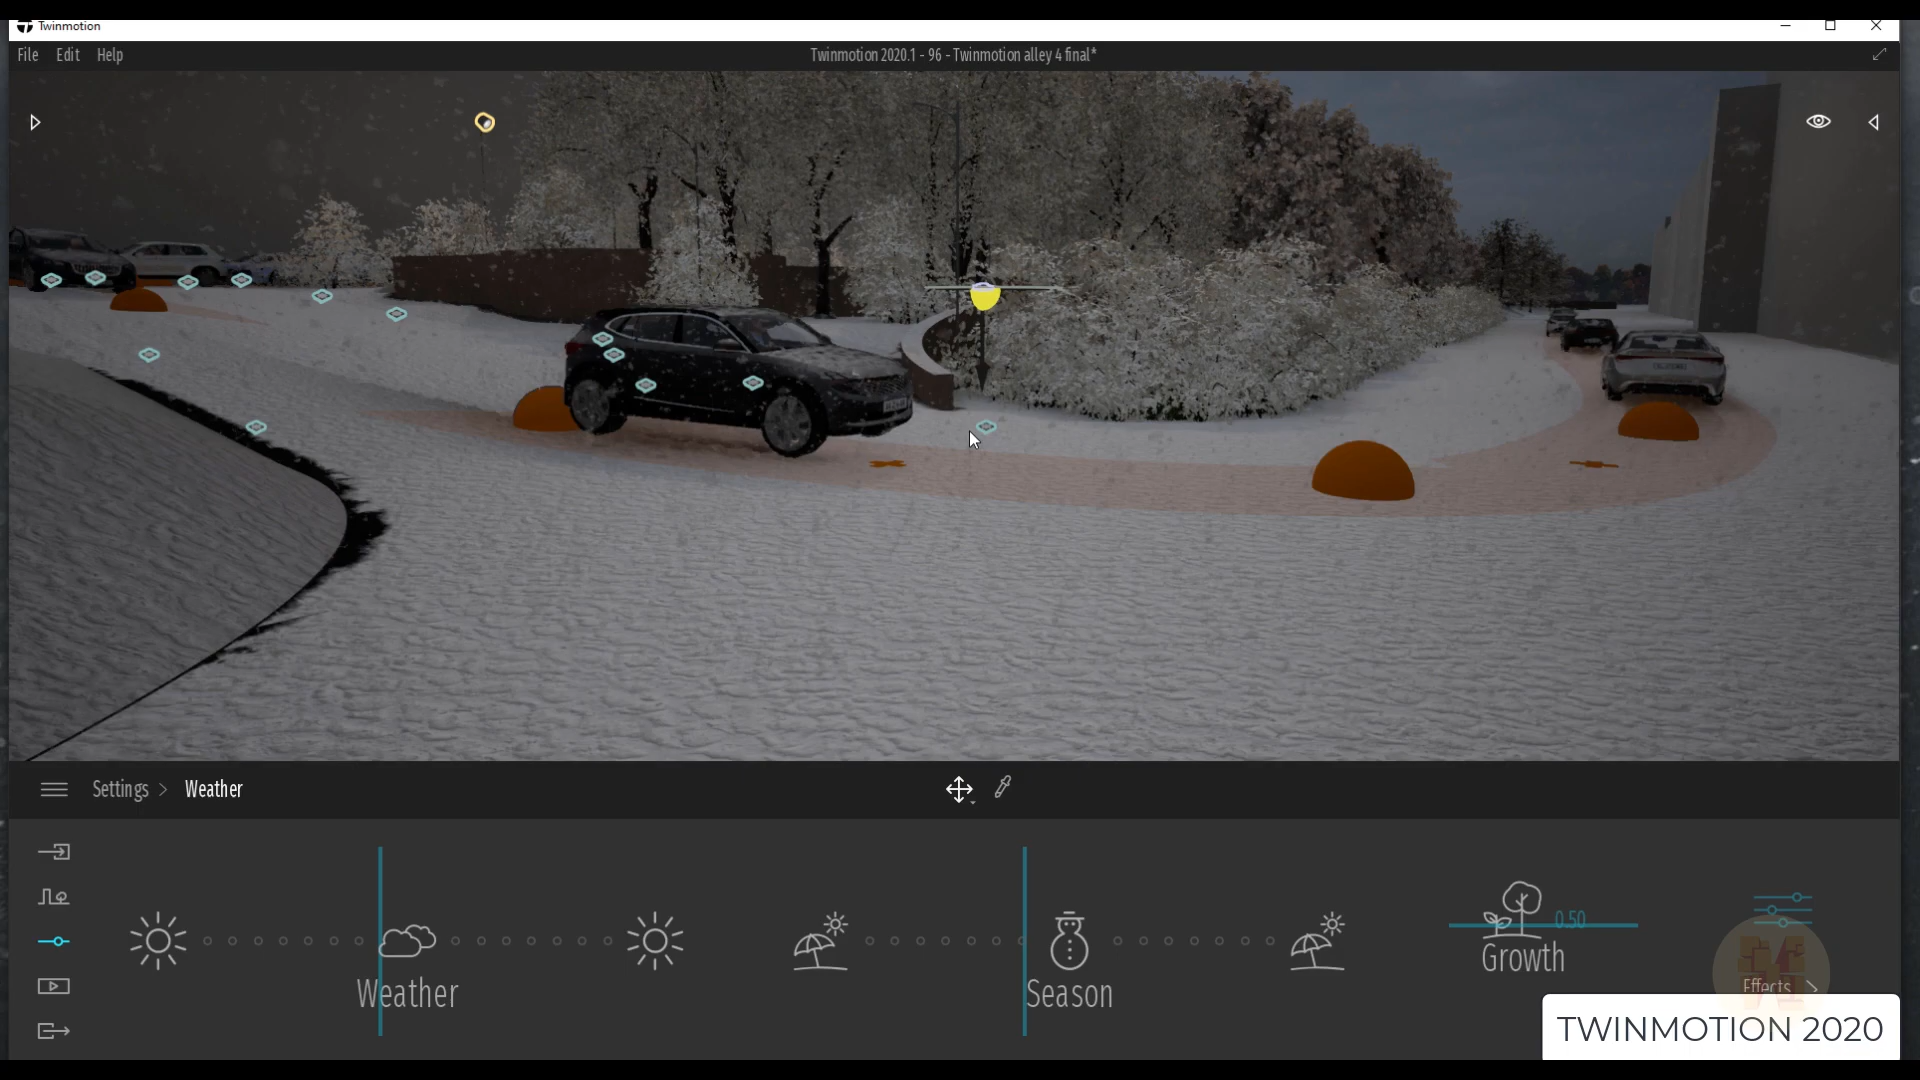 Twinmotion
File Edit Help
Twinmotion 2020.1 - 96 - Twinmotion alley 4 final*
Settings > Weather
Weather
Season
0.50
Growth
Effects >
TWINMOTION 2020